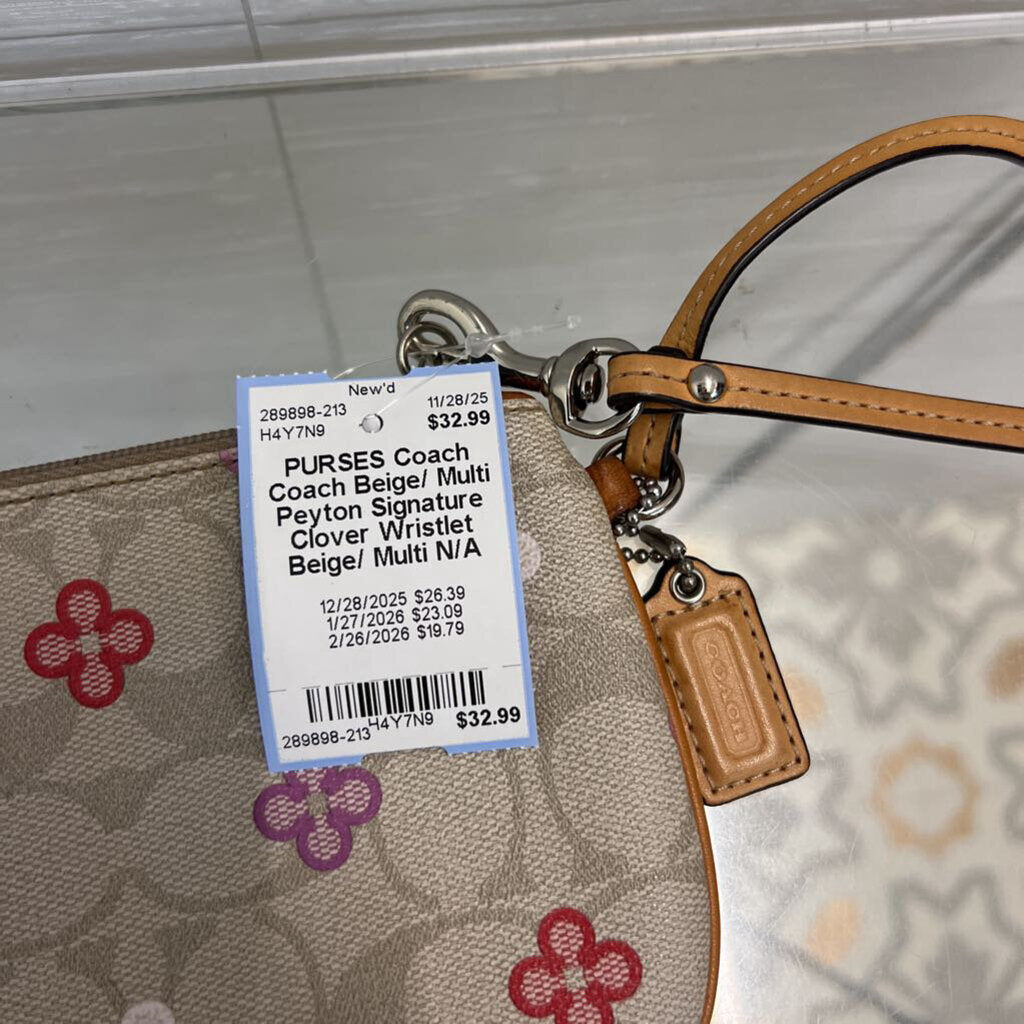 New'd
289898-213 11/28/25
H4Y7N9 $32.99
PURSES Coach
Coach Beige/ Multi
Peyton Signature
Clover Wristlet
Beige/ Multi N/A
12/28/2025 $26.39
1/27/2026 $23.09
2/26/2026 $19.79
H4Y7N9 $32.99
289898-213
COACH